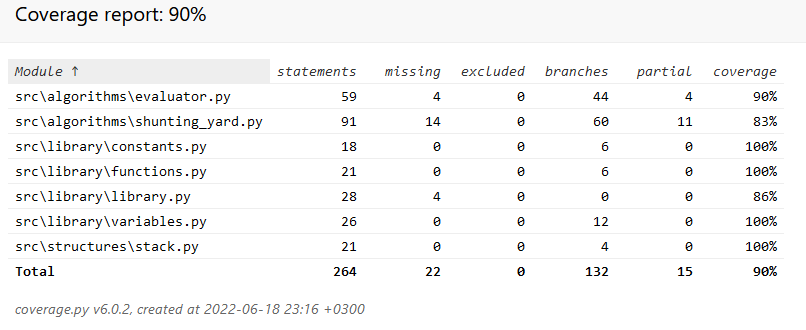 Coverage report: 90%
Module ↑ statements missing excluded branches partial coverage
src\algorithms\evaluator.py 59 4 0 44 4 90%
src\algorithms\shunting_yard.py 91 14 0 60 11 83%
src\library\constants.py 18 0 0 6 0 100%
src\library\functions.py 21 0 0 6 0 100%
src\library\library.py 28 4 0 0 0 86%
src\library\variables.py 26 0 0 12 0 100%
src\structures\stack.py 21 0 0 4 0 100%
Total 264 22 0 132 15 90%
coverage.py v6.0.2, created at 2022-06-18 23:16 +0300